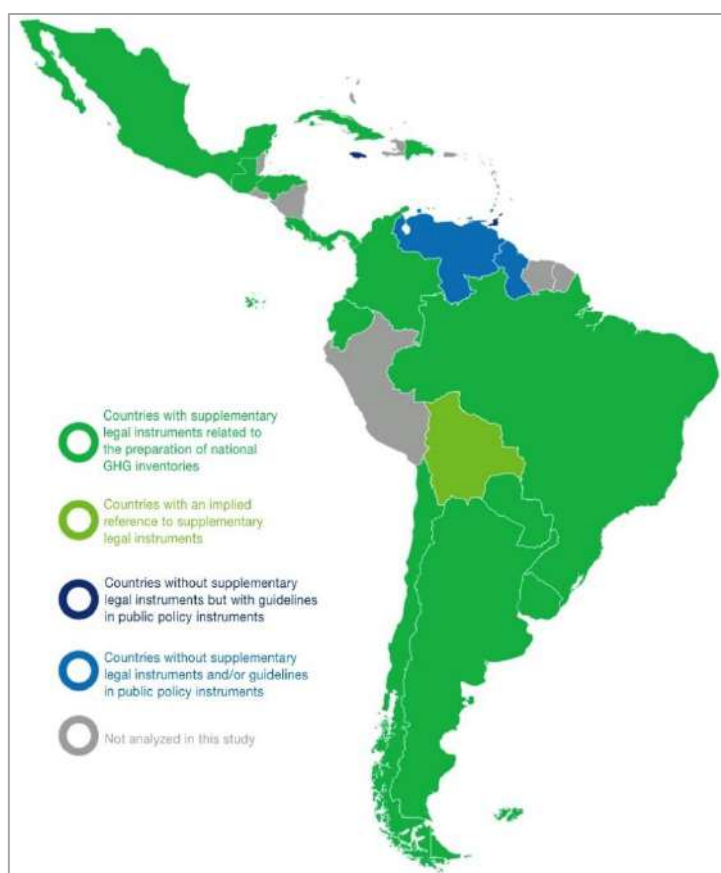 Countries with supplementary
legal instruments related to
the preparation of national
GHG inventories
Countries with an implied
reference to supplementary
legal instruments
Countries without supplementary
legal instruments but with guidelines
in public policy instruments
Countries without supplementary
legal instruments and/or guidelines
in public policy instruments
Not analyzed in this study